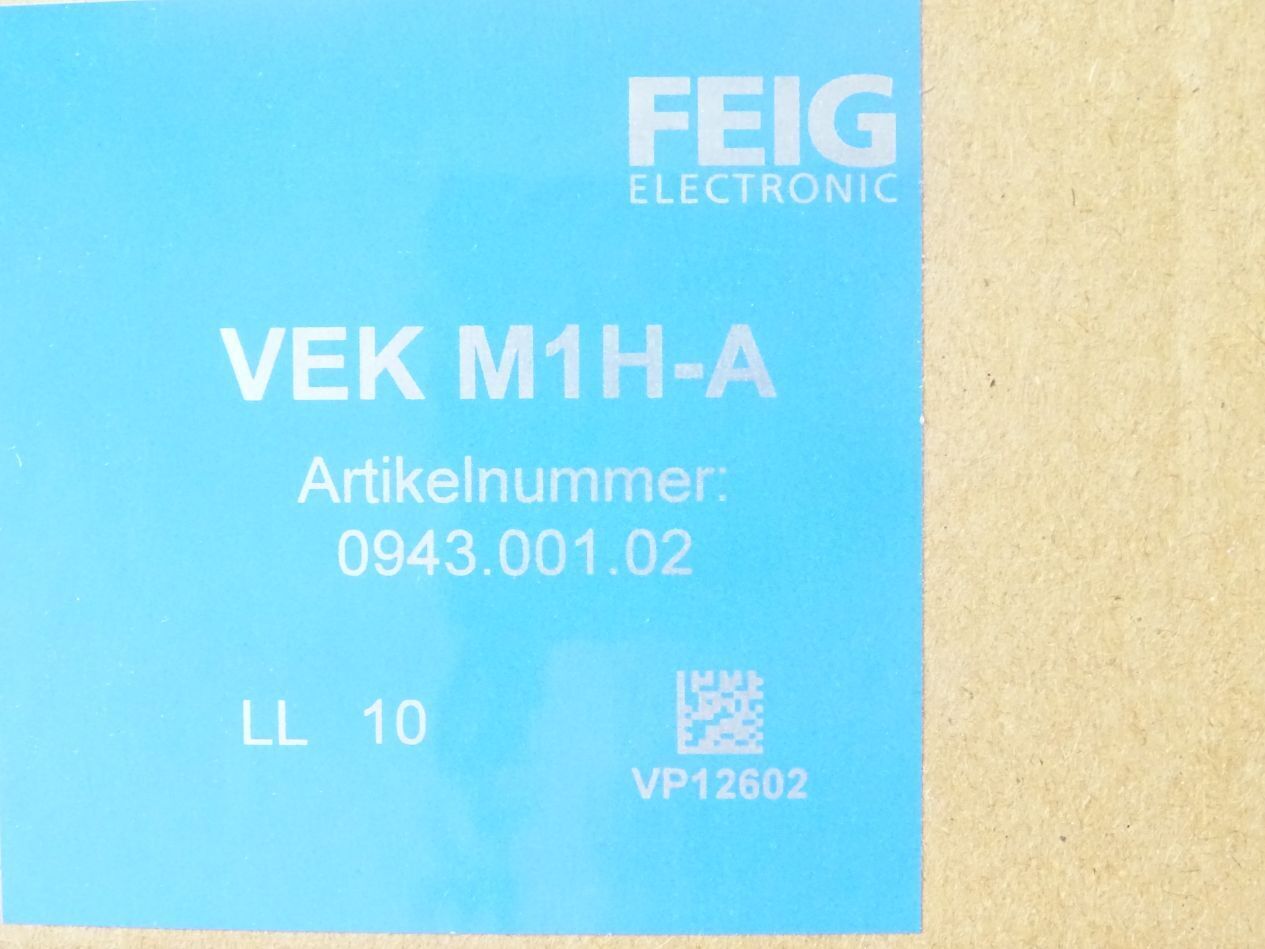 FEIG
ELECTRONIC
VEK M1H-A
Artikelnummer:
0943.001.02
LL 10
VP12602